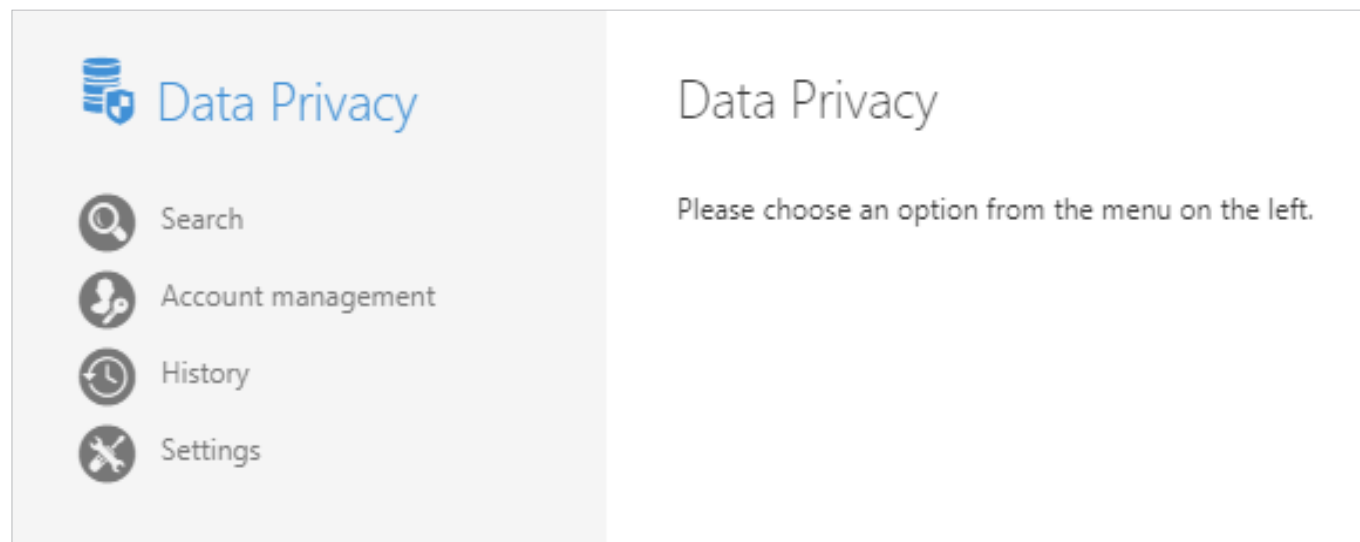 Data Privacy
Search
Account management
History
Settings
Data Privacy
Please choose an option from the menu on the left.